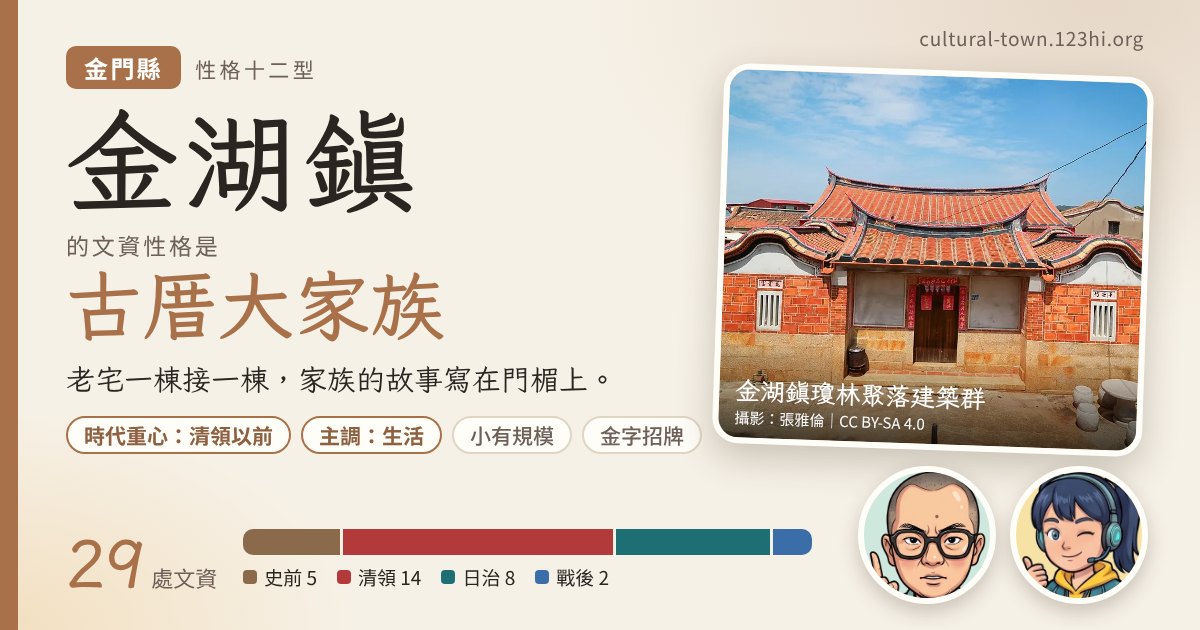 金門縣 性格十二型
cultural-town.123hi.org
金湖鎮
的文資性格是
古厝大家族
老宅一棟接一棟，家族的故事寫在門楣上。
時代重心：清領以前 主調：生活 小有規模 金字招牌
金湖鎮瓊林聚落建築群
攝影：張雅倫｜CC BY-SA 4.0
29 處文資
史前 5 清領 14 日治 8 戰後 2